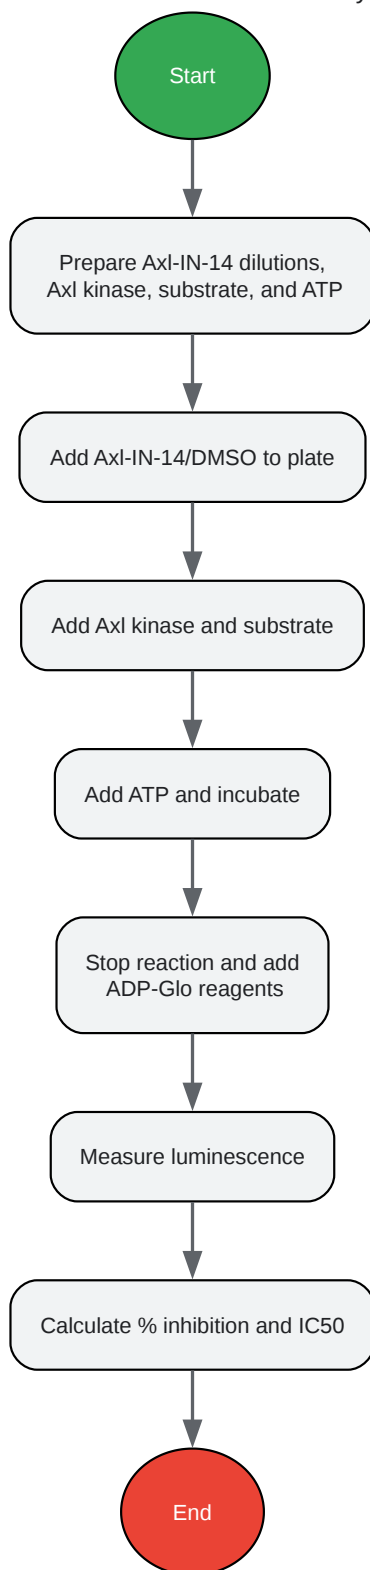 Start
Prepare Axl-IN-14 dilutions,
Axl kinase, substrate, and ATP
Add Axl-IN-14/DMSO to plate
Add Axl kinase and substrate
Add ATP and incubate
Stop reaction and add
ADP-Glo reagents
Measure luminescence
Calculate % inhibition and IC50
End